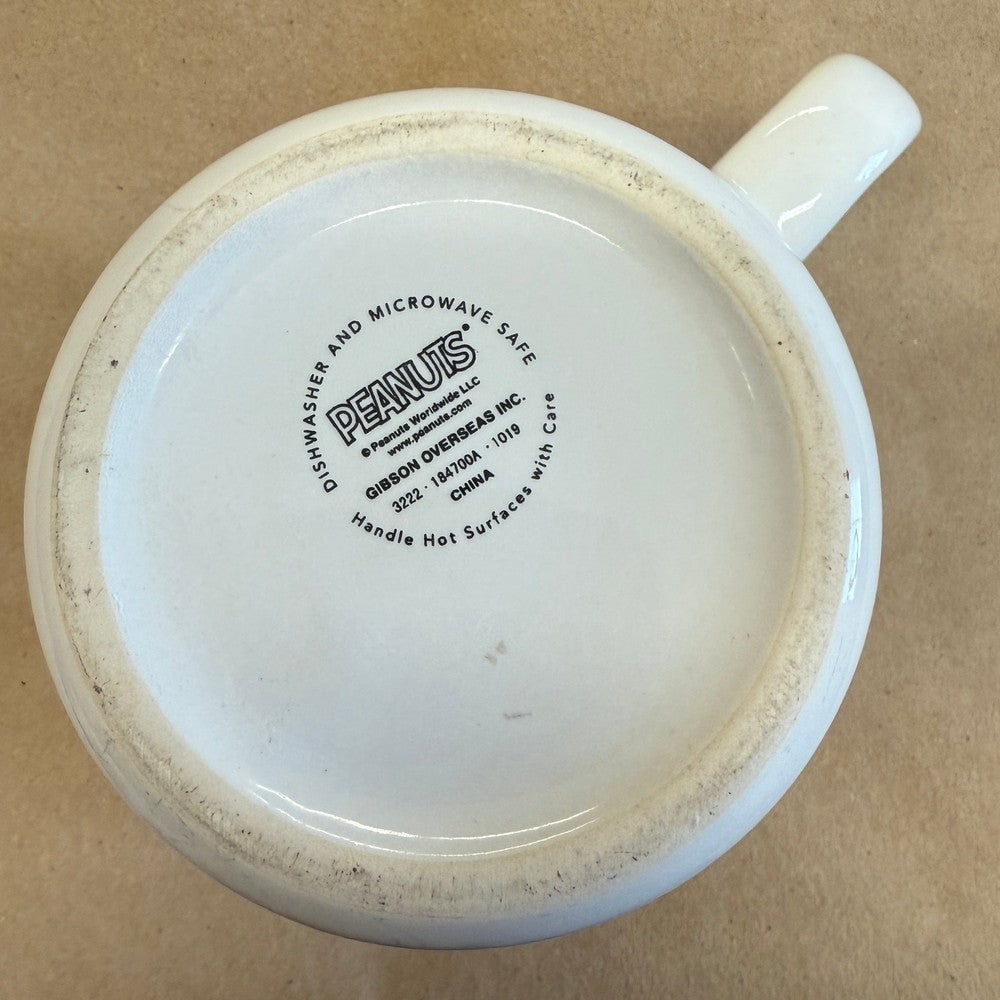 DISHWASHER AND MICROWAVE SAFE
PEANUTS®
© Peanuts Worldwide LLC
www.peanuts.com
GIBSON OVERSEAS INC.
3222 · 184700A · 1019
CHINA
Handle Hot Surfaces with Care